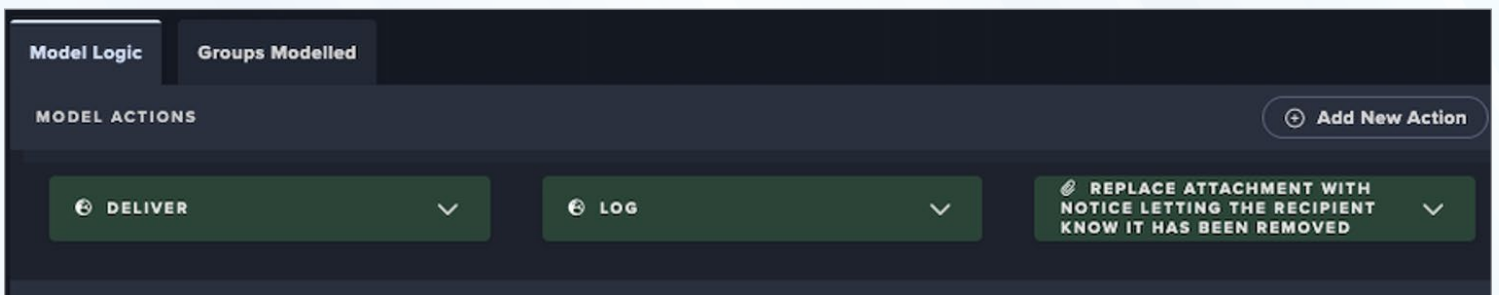 Model Logic
Groups Modelled
MODEL ACTIONS
Add New Action
DELIVER
LOG
REPLACE ATTACHMENT WITH
NOTICE LETTING THE RECIPIENT
KNOW IT HAS BEEN REMOVED